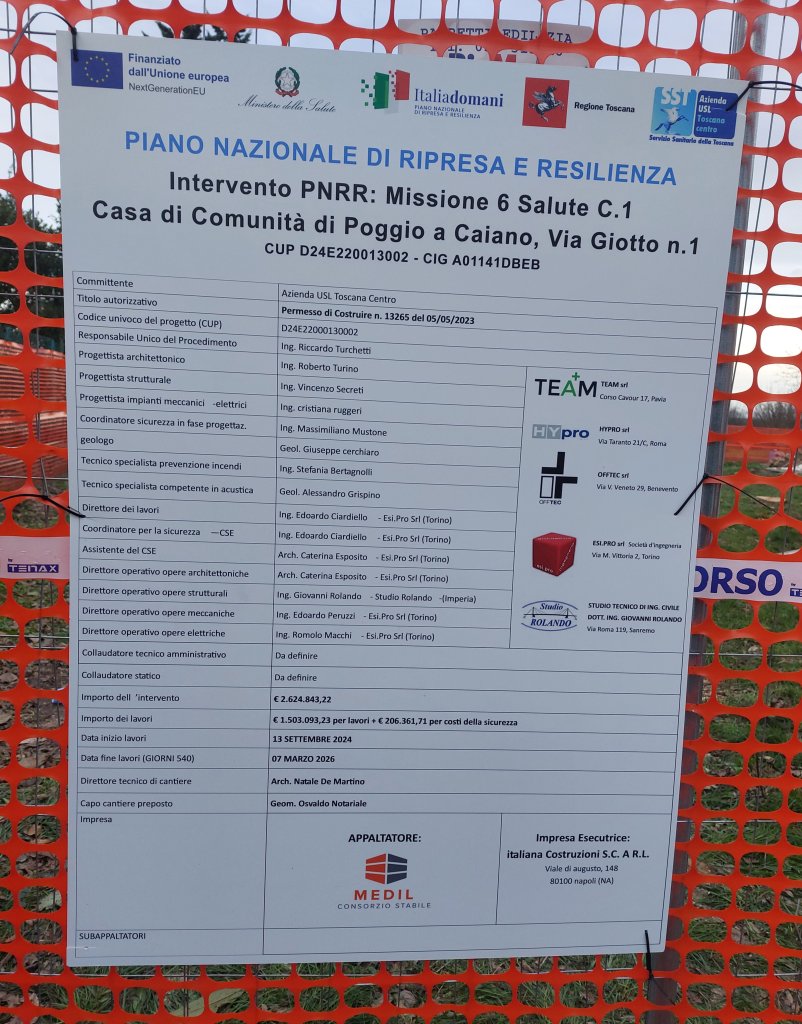 Finanziato
dall'Unione europea
NextGenerationEU
Ministero della Salute
Italiadomani
PIANO NAZIONALE
DI RIPRESA E RESILIENZA
Regione Toscana
SST
Azienda
USL
Toscana
centro
Servizio Sanitario della Toscana
PIANO NAZIONALE DI RIPRESA E RESILIENZA
Intervento PNRR: Missione 6 Salute C.1
Casa di Comunità di Poggio a Caiano, Via Giotto n.1
CUP D24E220013002 - CIG A01141DBEB
Committente Azienda USL Toscana Centro
Titolo autorizzativo Permesso di Costruire n. 13265 del 05/05/2023
Codice univoco del progetto (CUP) D24E22000130002
Responsabile Unico del Procedimento Ing. Riccardo Turchetti
Progettista architettonico Ing. Roberto Turino
Progettista strutturale Ing. Vincenzo Secreti
Progettista impianti meccanici -elettrici Ing. cristiana ruggeri
Coordinatore sicurezza in fase progettaz. Ing. Massimiliano Mustone
geologo Geol. Giuseppe cerchiaro
Tecnico specialista prevenzione incendi Ing. Stefania Bertagnolli
Tecnico specialista competente in acustica Geol. Alessandro Grispino
Direttore dei lavori Ing. Edoardo Ciardiello - Esi.Pro Srl (Torino)
Coordinatore per la sicurezza —CSE Ing. Edoardo Ciardiello - Esi.Pro Srl (Torino)
Assistente del CSE Arch. Caterina Esposito - Esi.Pro Srl (Torino)
Direttore operativo opere architettoniche Arch. Caterina Esposito - Esi.Pro Srl (Torino)
Direttore operativo opere strutturali Ing. Giovanni Rolando - Studio Rolando -(Imperia)
Direttore operativo opere meccaniche Ing. Edoardo Peruzzi - Esi.Pro Srl (Torino)
Direttore operativo opere elettriche Ing. Romolo Macchi - Esi.Pro Srl (Torino)
TEAM
TEAM srl
Corso Cavour 17, Pavia
HYpro
HYPRO srl
Via Taranto 21/C, Roma
OFFTEC
OFFTEC srl
Via V. Veneto 29, Benevento
esi pro
ESI.PRO srl Società d'ingegneria
Via M. Vittoria 2, Torino
Studio
ROLANDO
STUDIO TECNICO DI ING. CIVILE
DOTT. ING. GIOVANNI ROLANDO
Via Roma 119, Sanremo
Collaudatore tecnico amministrativo Da definire
Collaudatore statico Da definire
Importo dell 'intervento € 2.624.843,22
Importo dei lavori € 1.503.093,23 per lavori + € 206.361,71 per costi della sicurezza
Data inizio lavori 13 SETTEMBRE 2024
Data fine lavori (GIORNI 540) 07 MARZO 2026
Direttore tecnico di cantiere Arch. Natale De Martino
Capo cantiere preposto Geom. Osvaldo Notariale
Impresa
APPALTATORE:
MEDIL
CONSORZIO STABILE
Impresa Esecutrice:
italiana Costruzioni S.C. A R.L.
Viale di augusto, 148
80100 napoli (NA)
SUBAPPALTATORI
TENAX
ORSO